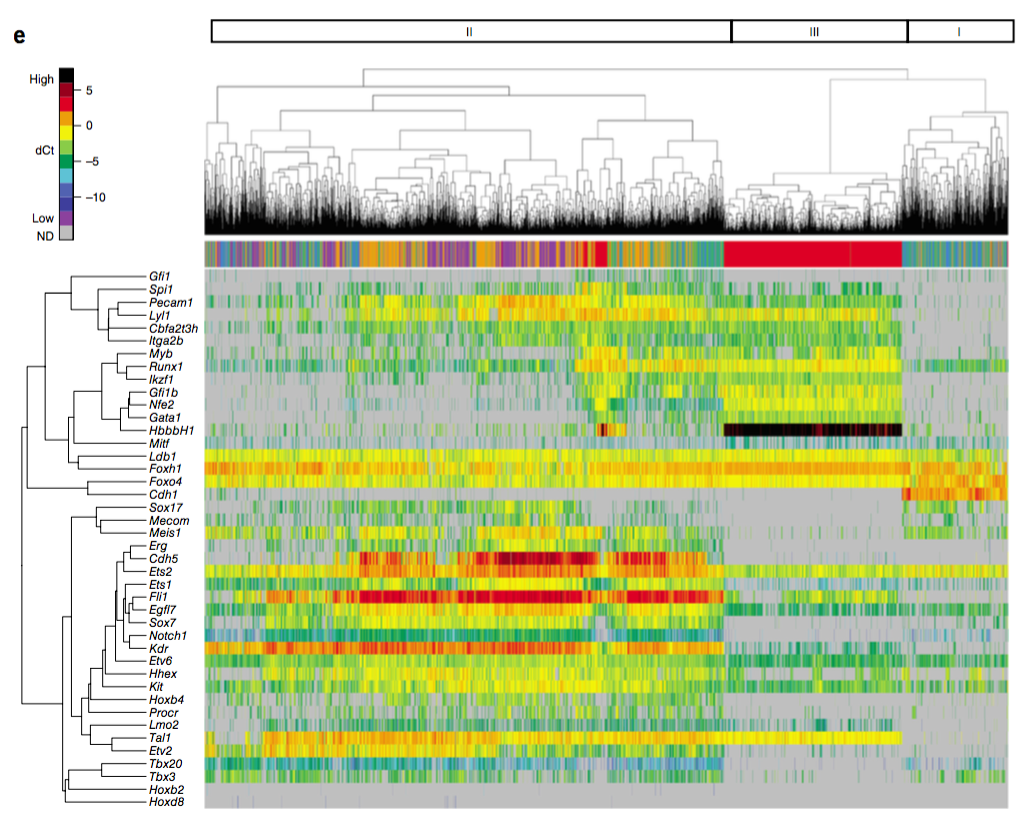 e
II III I
High
5
0
dCt
−5
−10
Low
ND
Gfi1
Spi1
Pecam1
Lyl1
Cbfa2t3h
Itga2b
Myb
Runx1
Ikzf1
Gfi1b
Nfe2
Gata1
HbbbH1
Mitf
Ldb1
Foxh1
Foxo4
Cdh1
Sox17
Mecom
Meis1
Erg
Cdh5
Ets2
Ets1
Fli1
Egfl7
Sox7
Notch1
Kdr
Etv6
Hhex
Kit
Hoxb4
Procr
Lmo2
Tal1
Etv2
Tbx20
Tbx3
Hoxb2
Hoxd8